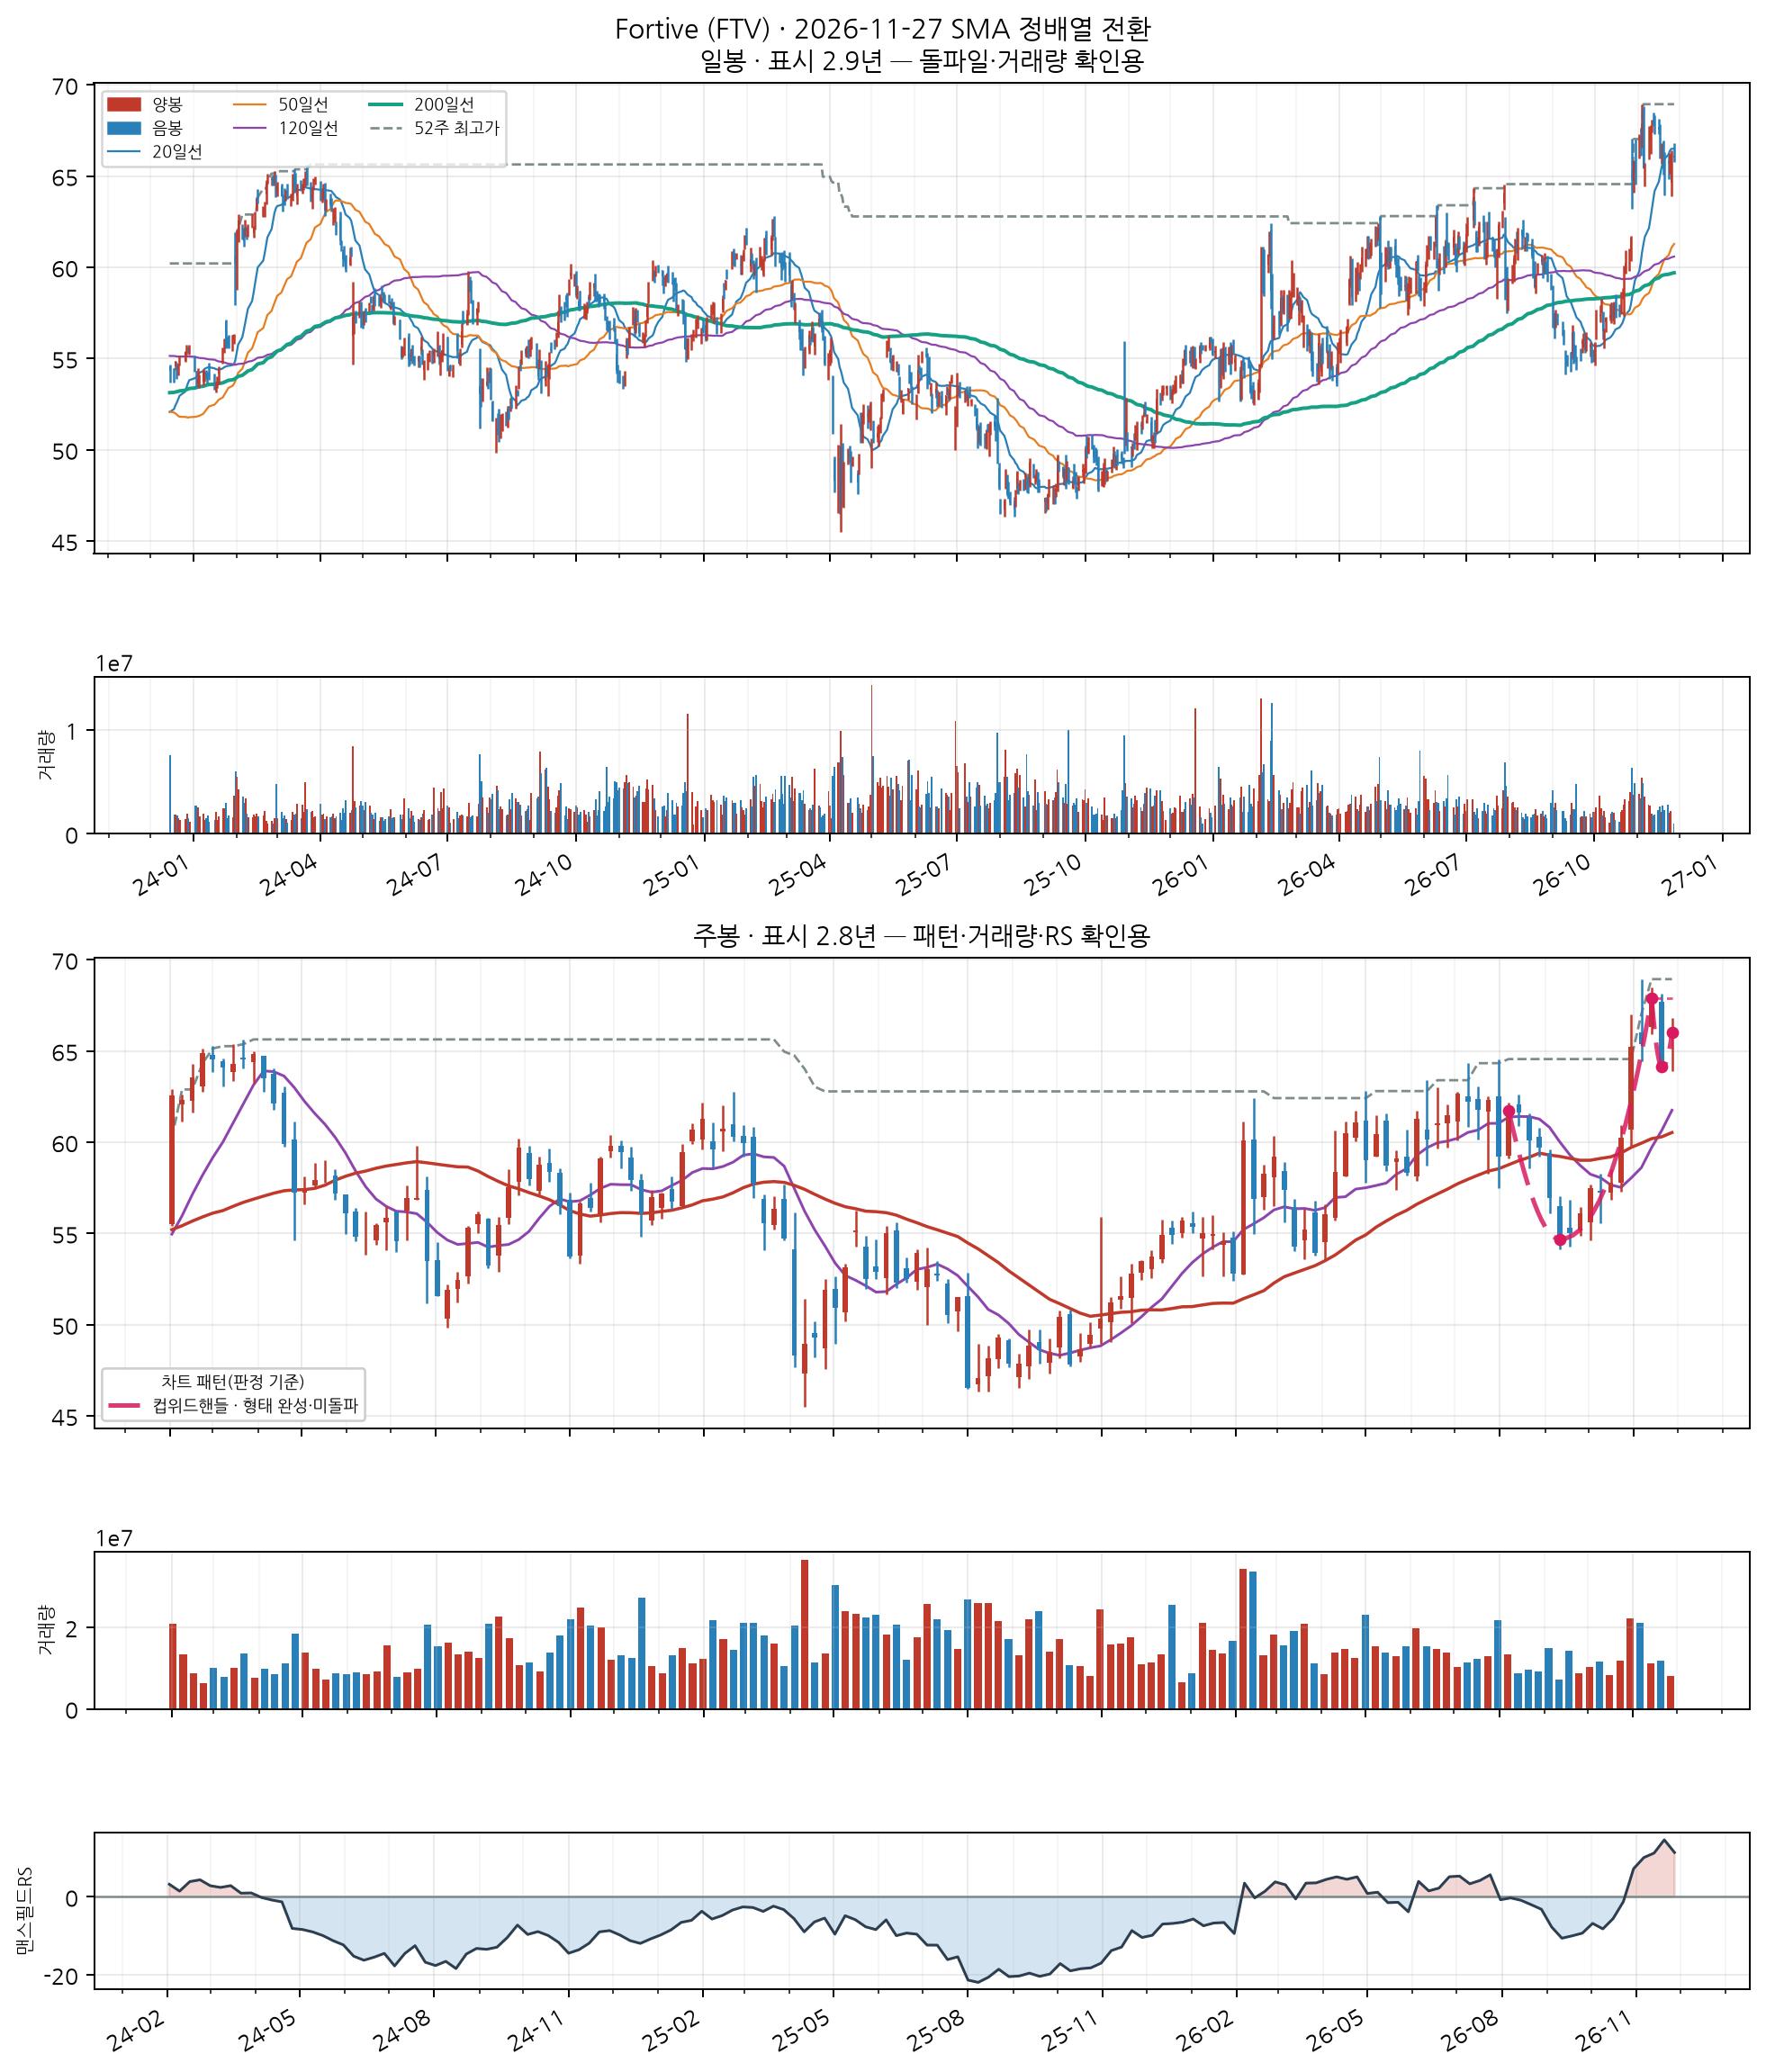 Fortive (FTV) · 2026-11-27 SMA 정배열 전환
일봉 · 표시 2.9년 — 돌파일·거래량 확인용
양봉
음봉
20일선
50일선
120일선
200일선
52주 최고가
70
65
60
55
50
45
1e7
거래량
1
0
24-01
24-04
24-07
24-10
25-01
25-04
25-07
25-10
26-01
26-04
26-07
26-10
27-01
주봉 · 표시 2.8년 — 패턴·거래량·RS 확인용
70
65
60
55
50
45
차트 패턴(판정 기준)
컵위드핸들 · 형태 완성·미돌파
1e7
거래량
2
0
맨스필드RS
0
-20
24-02
24-05
24-08
24-11
25-02
25-05
25-08
25-11
26-02
26-05
26-08
26-11